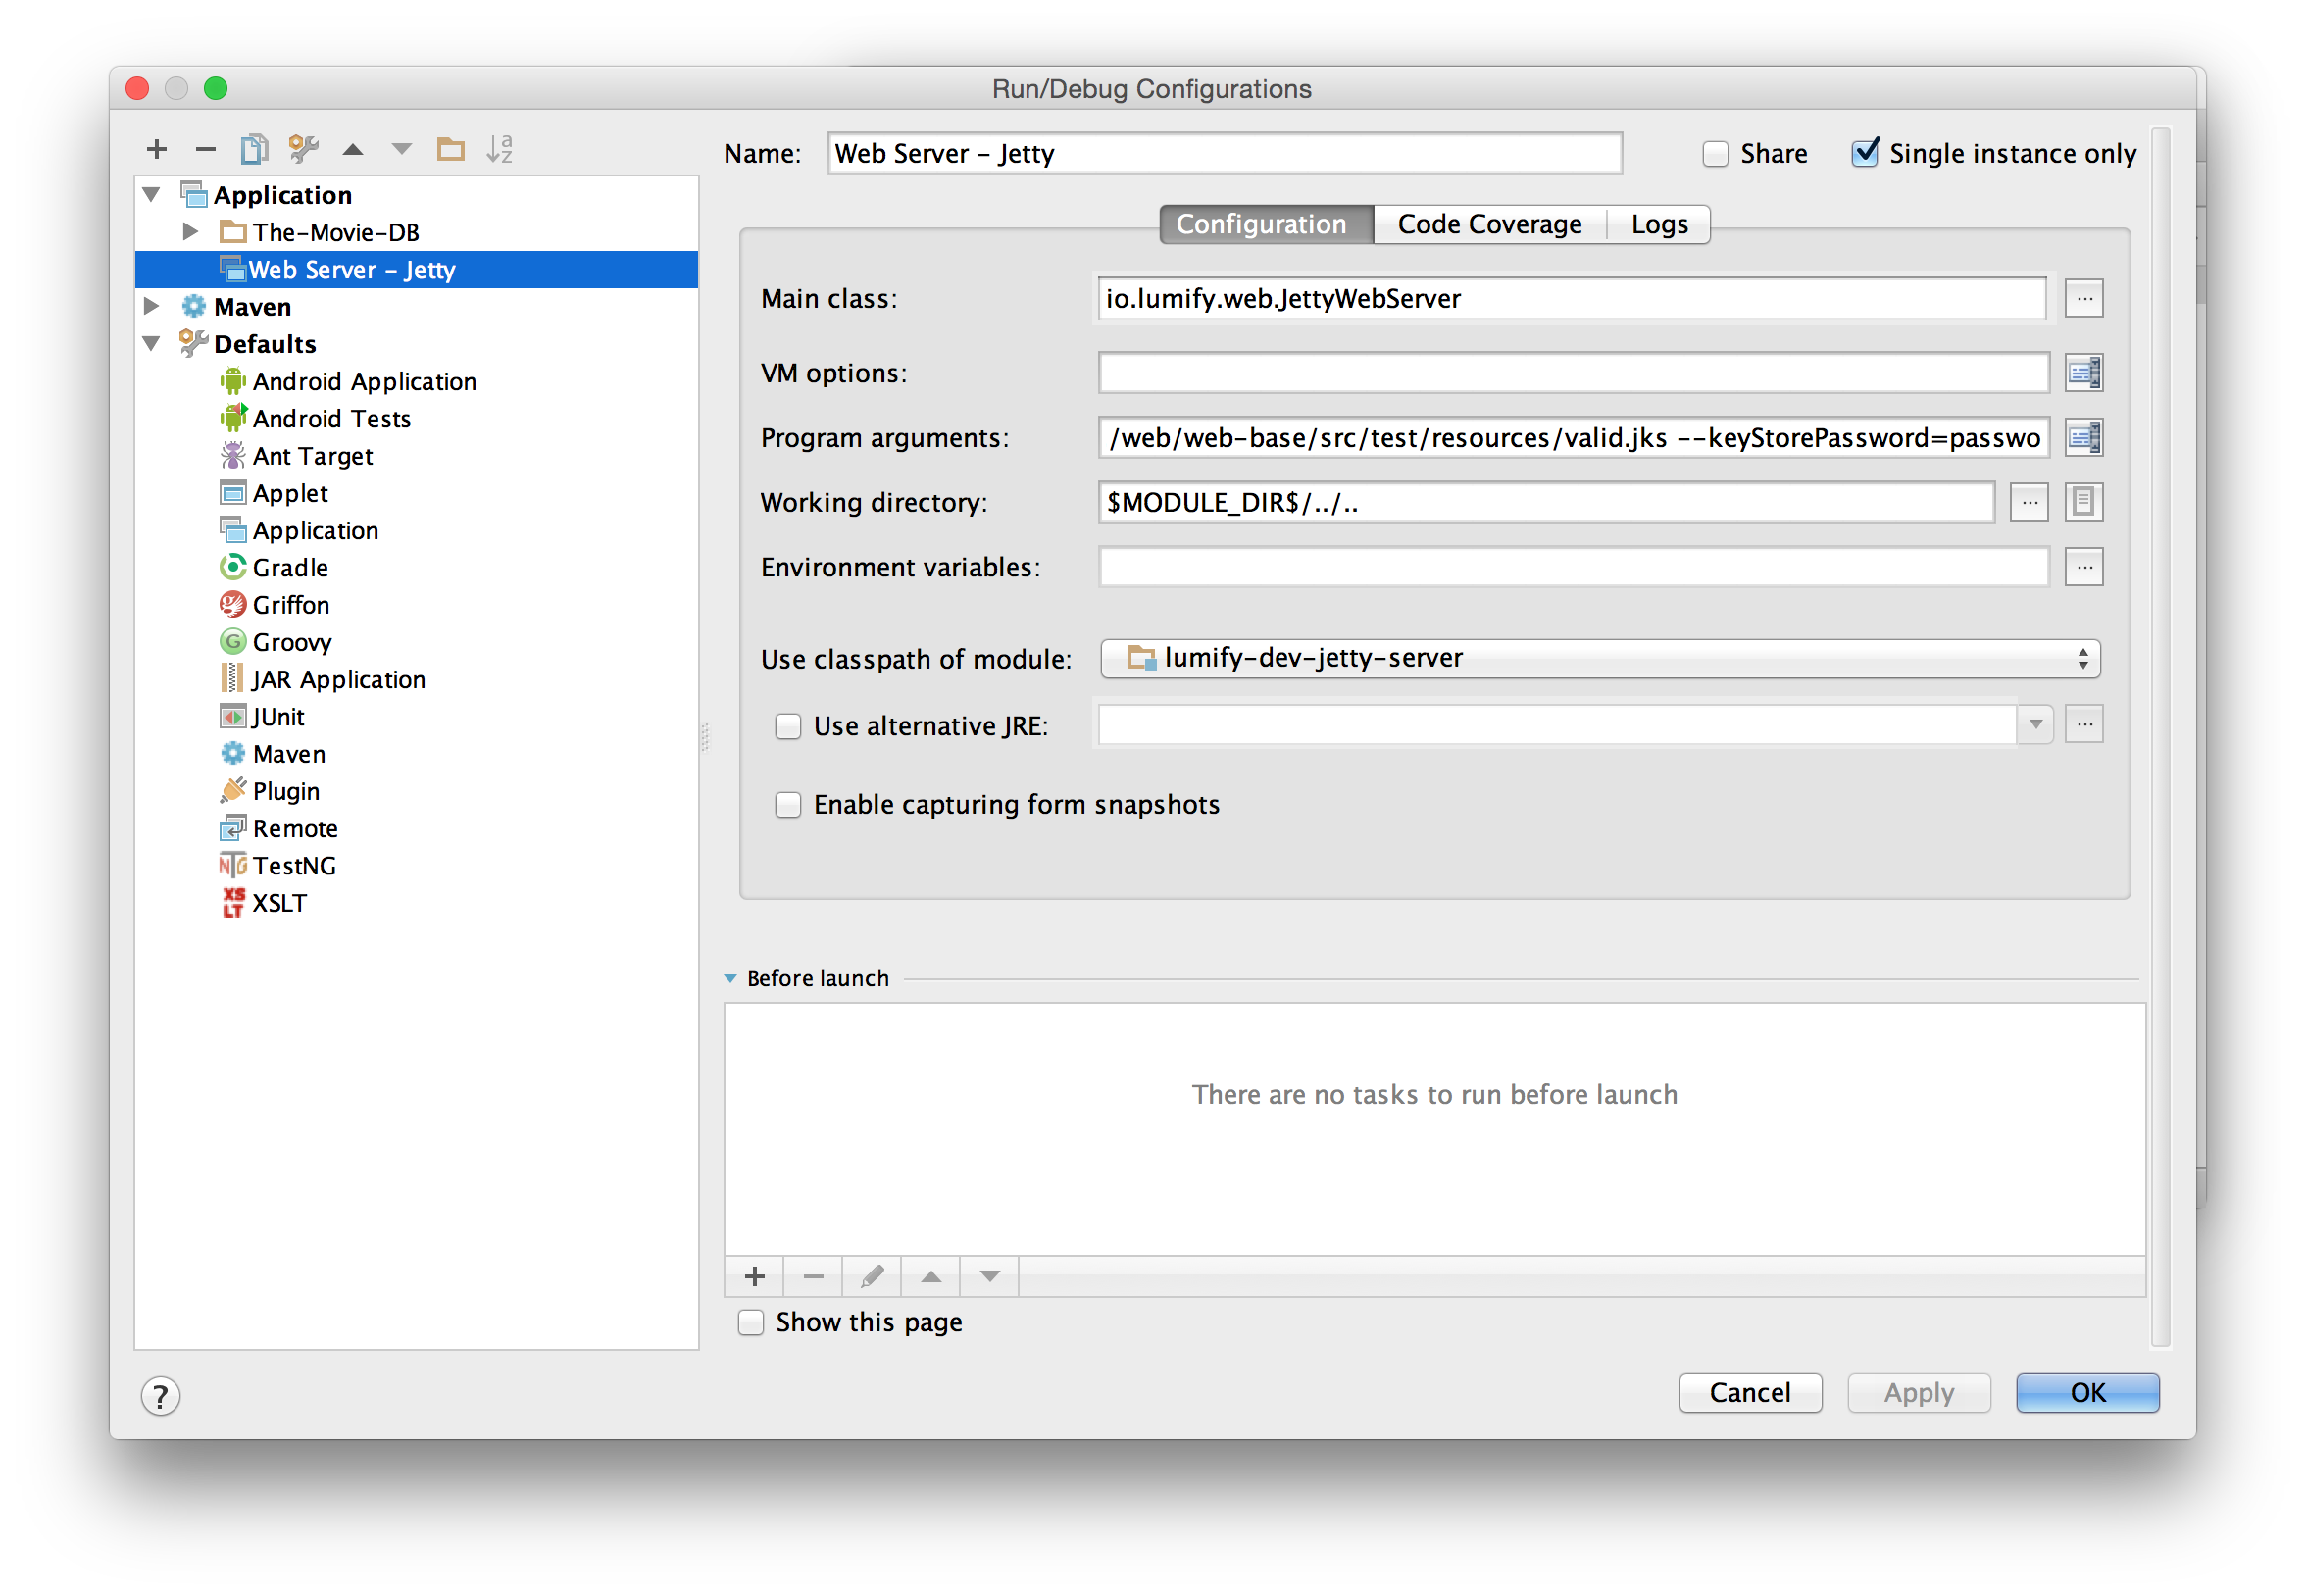 Run/Debug Configurations
Name: Web Server – Jetty Share Single instance only
Application
The-Movie-DB
Web Server – Jetty
Maven
Defaults
Android Application
Android Tests
Ant Target
Applet
Application
Gradle
Griffon
Groovy
JAR Application
JUnit
Maven
Plugin
Remote
TestNG
XSLT
Configuration Code Coverage Logs
Main class: io.lumify.web.JettyWebServer ...
VM options:
Program arguments: /web/web-base/src/test/resources/valid.jks --keyStorePassword=passwo
Working directory: $MODULE_DIR$/../.. ...
Environment variables: ...
Use classpath of module: lumify-dev-jetty-server
Use alternative JRE: ...
Enable capturing form snapshots
Before launch
There are no tasks to run before launch
Show this page
? Cancel Apply OK